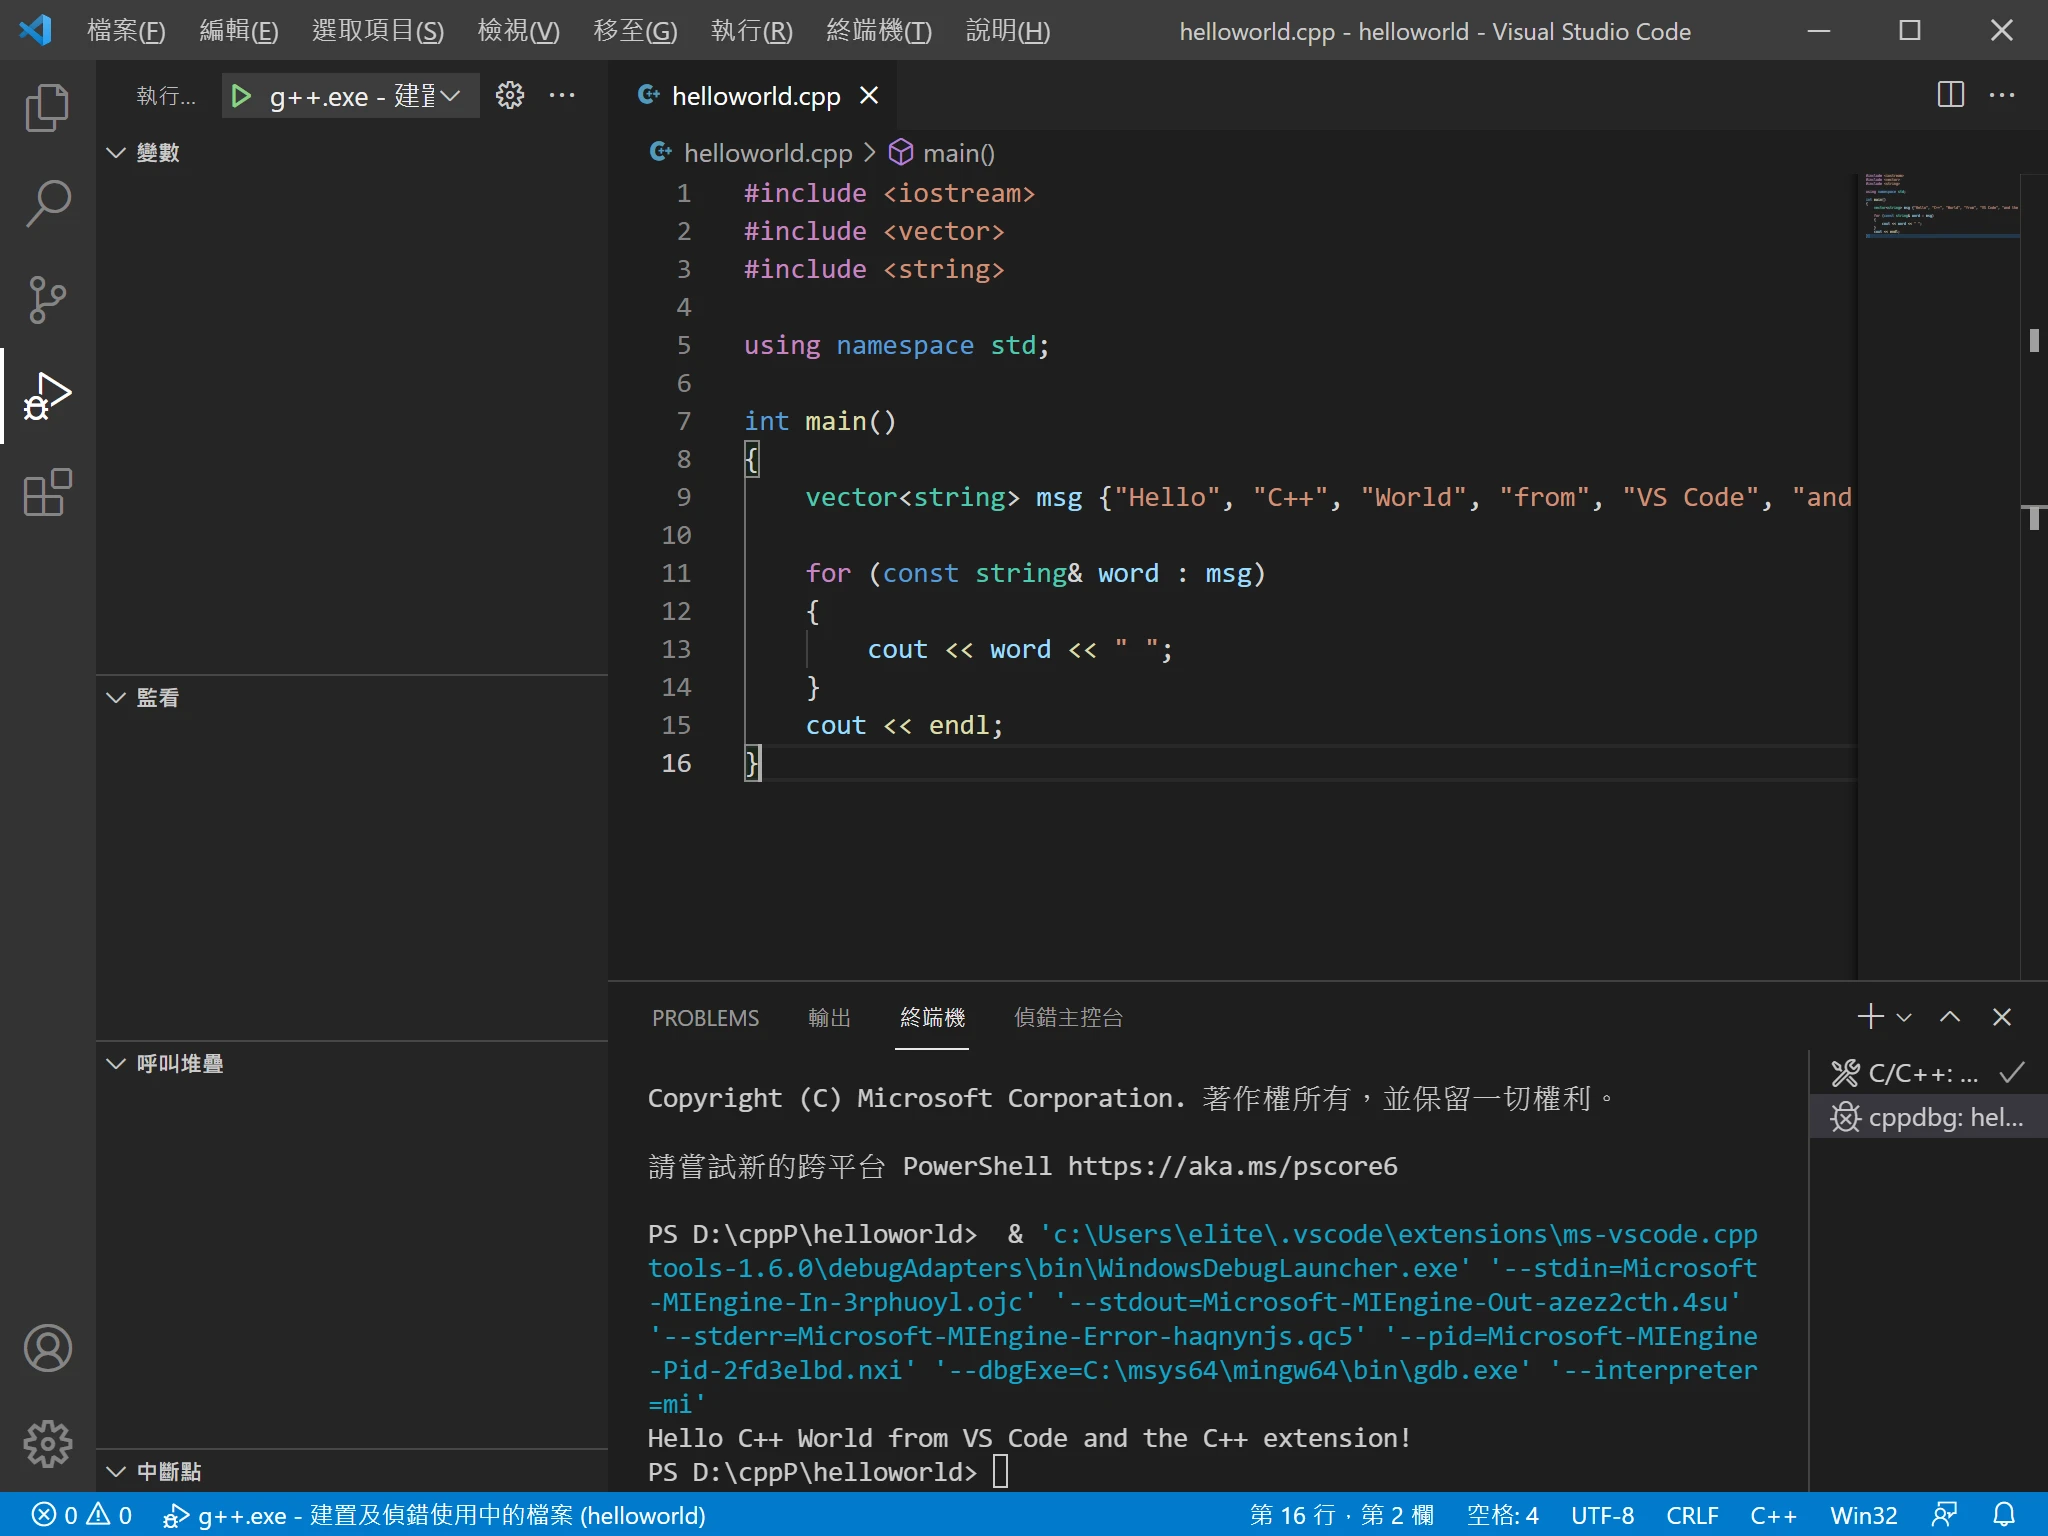 檔案(F) 編輯(E) 選取項目(S) 檢視(V) 移至(G) 執行(R) 終端機(T) 說明(H) helloworld.cpp - helloworld - Visual Studio Code
執行... g++.exe - 建置
變數
監看
呼叫堆疊
中斷點
helloworld.cpp
helloworld.cpp > main()
1 #include <iostream>
2 #include <vector>
3 #include <string>
4
5 using namespace std;
6
7 int main()
8 {
9 vector<string> msg {"Hello", "C++", "World", "from", "VS Code", "and
10
11 for (const string& word : msg)
12 {
13 cout << word << " ";
14 }
15 cout << endl;
16 }
PROBLEMS 輸出 終端機 偵錯主控台
Copyright (C) Microsoft Corporation. 著作權所有，並保留一切權利。
請嘗試新的跨平台 PowerShell https://aka.ms/pscore6
PS D:\cppP\helloworld>  & 'c:\Users\elite\.vscode\extensions\ms-vscode.cpp
tools-1.6.0\debugAdapters\bin\WindowsDebugLauncher.exe' '--stdin=Microsoft
-MIEngine-In-3rphuoyl.ojc' '--stdout=Microsoft-MIEngine-Out-azez2cth.4su'
'--stderr=Microsoft-MIEngine-Error-haqnynjs.qc5' '--pid=Microsoft-MIEngine
-Pid-2fd3elbd.nxi' '--dbgExe=C:\msys64\mingw64\bin\gdb.exe' '--interpreter
=mi'
Hello C++ World from VS Code and the C++ extension!
PS D:\cppP\helloworld>
C/C++: ...
cppdbg: hel...
0 0 g++.exe - 建置及偵錯使用中的檔案 (helloworld) 第 16 行，第 2 欄 空格: 4 UTF-8 CRLF C++ Win32